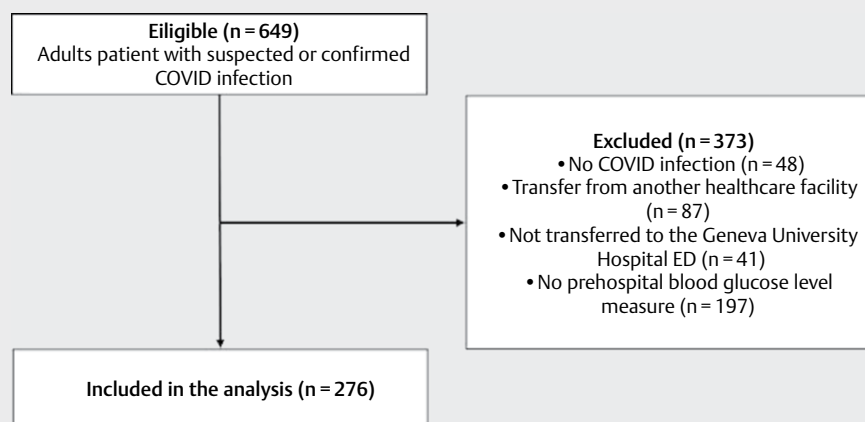 Eiligible (n = 649)
Adults patient with suspected or confirmed
COVID infection
Excluded (n = 373)
•No COVID infection (n = 48)
•Transfer from another healthcare facility
(n = 87)
•Not transferred to the Geneva University
Hospital ED (n = 41)
•No prehospital blood glucose level
measure (n = 197)
Included in the analysis (n = 276)